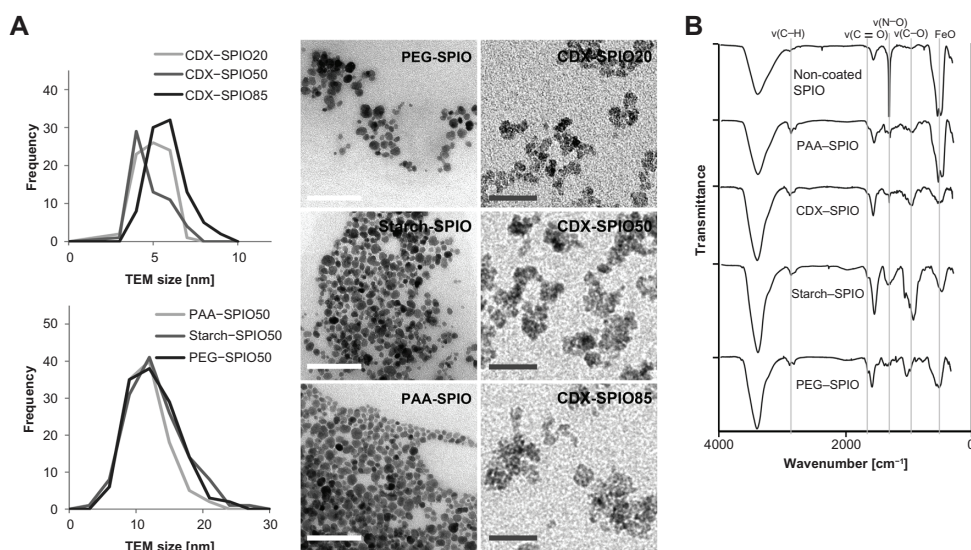 A
CDX−SPIO20
CDX−SPIO50
CDX−SPIO85
40
30
20
10
0
Frequency
0
5
10
TEM size [nm]
PAA−SPIO50
Starch−SPIO50
PEG−SPIO50
50
40
30
20
10
0
Frequency
0
10
20
30
TEM size [nm]
PEG-SPIO
CDX-SPIO20
Starch-SPIO
CDX-SPIO50
PAA-SPIO
CDX-SPIO85
B
v(C−H)
v(C = O)
v(N−O)
v(C−O)
FeO
Non-coated
SPIO
PAA−SPIO
CDX−SPIO
Starch−SPIO
PEG−SPIO
Transmittance
4000
2000
0
Wavenumber [cm⁻¹]